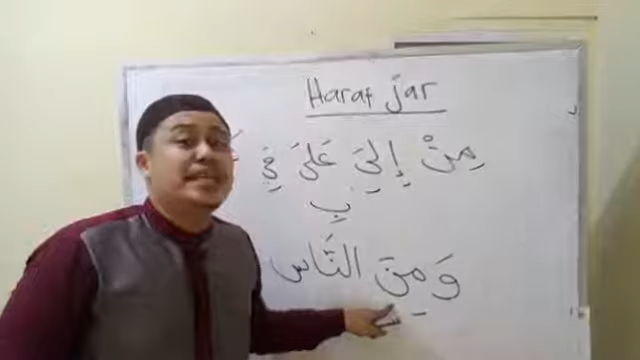 Haraf jar
مِنْ إِلَيَ عَلَىَ فِي
بِ
وَمِنَ النَّاس